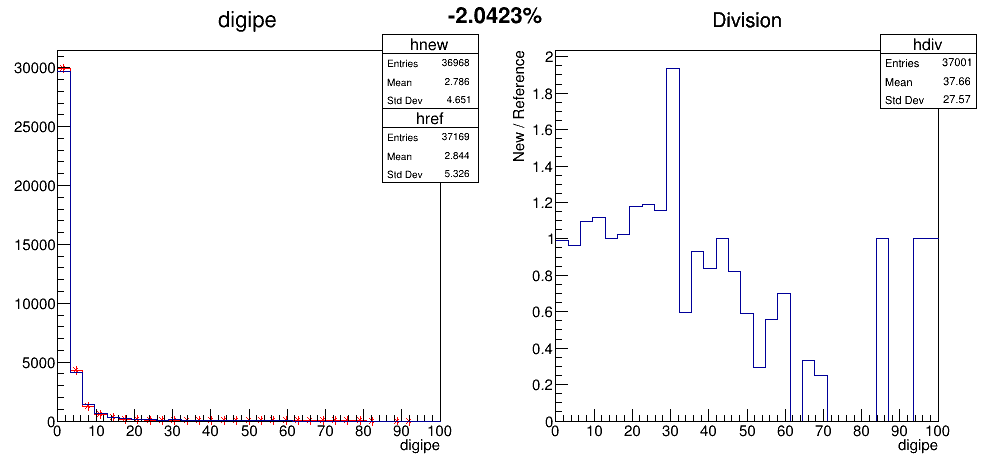 -2.0423%
digipe
hnew
Entries 36968
Mean 2.786
Std Dev 4.651
href
Entries 37169
Mean 2.844
Std Dev 5.326
30000
25000
20000
15000
10000
5000
0
0 10 20 30 40 50 60 70 80 90 100
digipe
Division
hdiv
Entries 37001
Mean 37.66
Std Dev 27.57
New / Reference
2
1.8
1.6
1.4
1.2
1
0.8
0.6
0.4
0.2
0
0 10 20 30 40 50 60 70 80 90 100
digipe